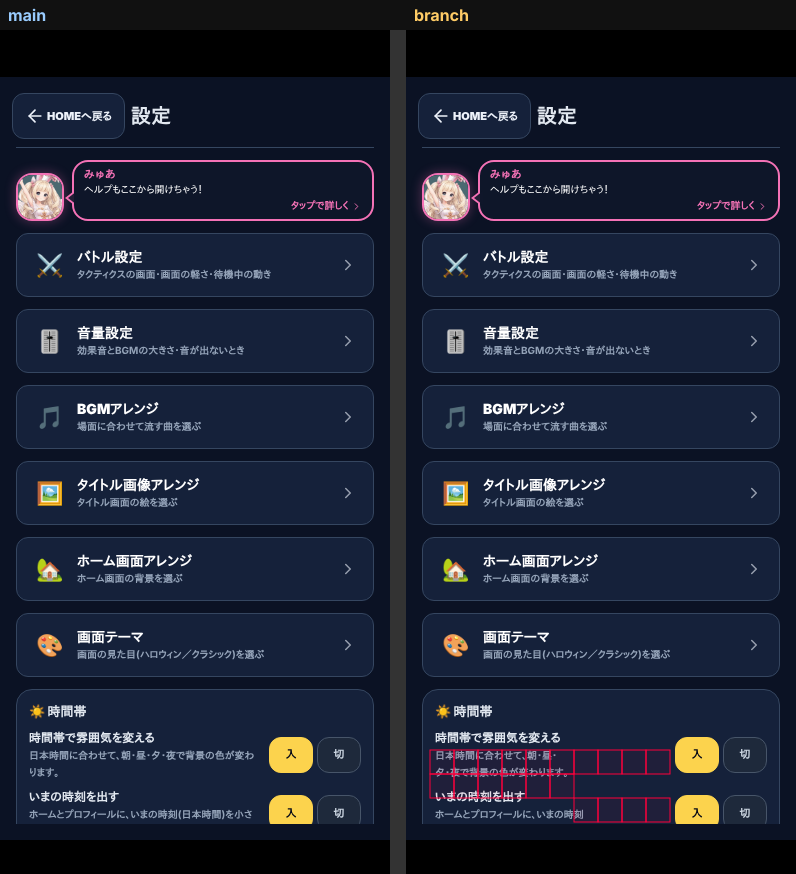 main
branch
HOMEへ戻る
設定
みゅあ
ヘルプもここから開けちゃう!
タップで詳しく
バトル設定
タクティクスの画面・画面の軽さ・待機中の動き
音量設定
効果音とBGMの大きさ・音が出ないとき
BGMアレンジ
場面に合わせて流す曲を選ぶ
タイトル画像アレンジ
タイトル画面の絵を選ぶ
ホーム画面アレンジ
ホーム画面の背景を選ぶ
画面テーマ
画面の見た目(ハロウィン／クラシック)を選ぶ
時間帯
時間帯で雰囲気を変える
日本時間に合わせて、朝・昼・夕・夜で背景の色が変わ
ります。
入
切
いまの時刻を出す
ホームとプロフィールに、いまの時刻(日本時間)を小さ
入
切
HOMEへ戻る
設定
みゅあ
ヘルプもここから開けちゃう!
タップで詳しく
バトル設定
タクティクスの画面・画面の軽さ・待機中の動き
音量設定
効果音とBGMの大きさ・音が出ないとき
BGMアレンジ
場面に合わせて流す曲を選ぶ
タイトル画像アレンジ
タイトル画面の絵を選ぶ
ホーム画面アレンジ
ホーム画面の背景を選ぶ
画面テーマ
画面の見た目(ハロウィン／クラシック)を選ぶ
時間帯
時間帯で雰囲気を変える
日本時間に合わせて、朝・昼・
夕・夜で背景の色が変わります。
入
切
いまの時刻を出す
ホームとプロフィールに、いまの時刻
入
切